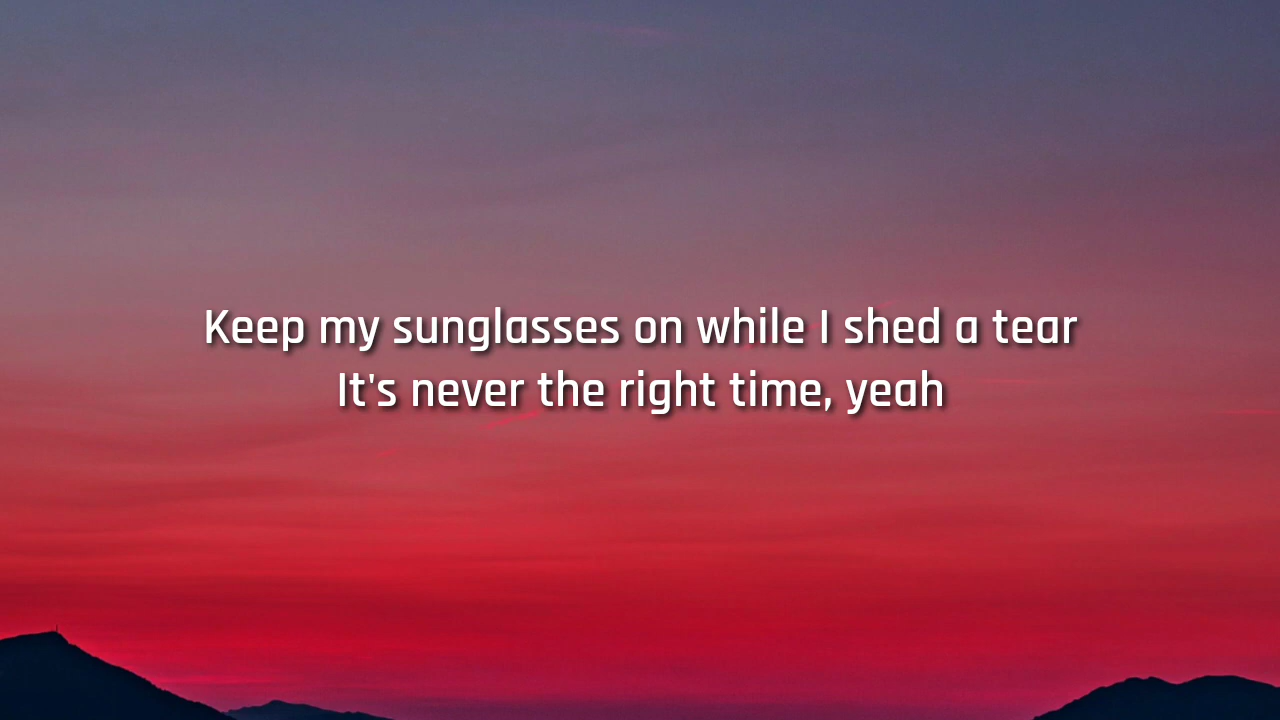 Keep my sunglasses on while I shed a tear
It's never the right time, yeah